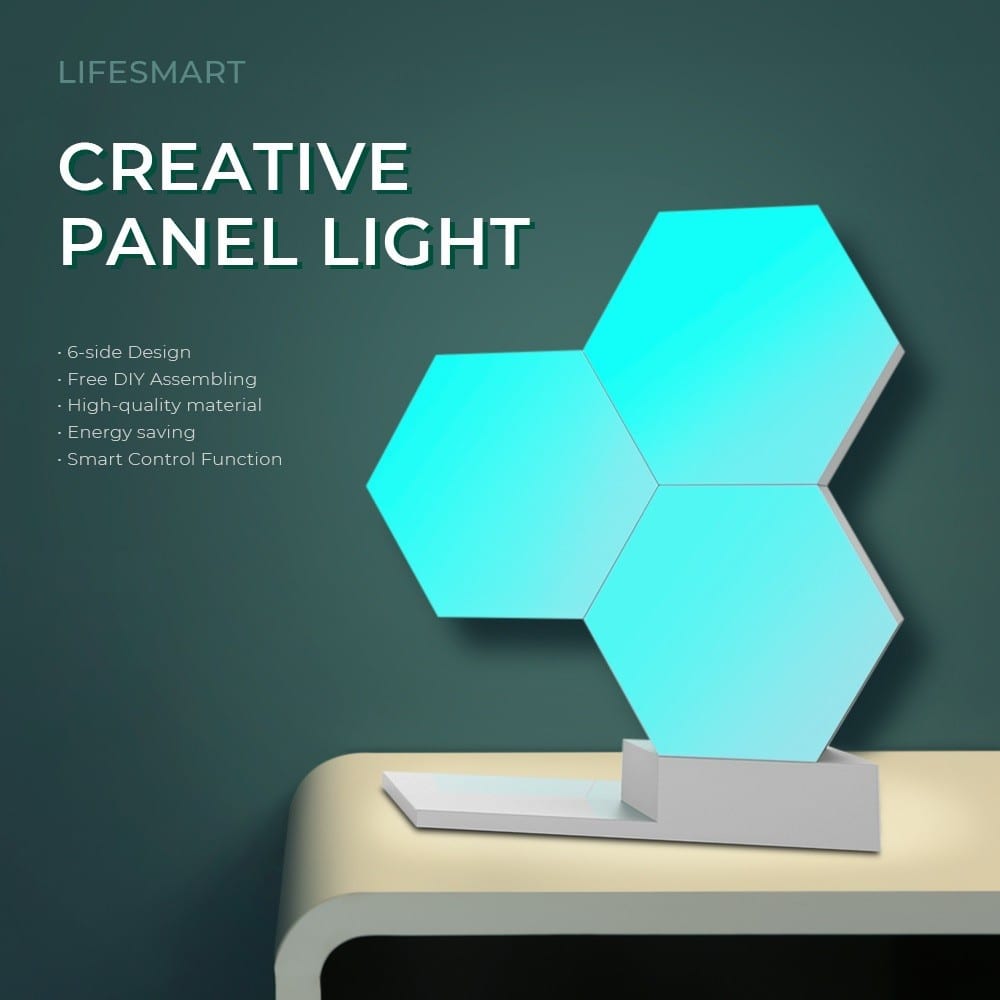 LIFESMART
CREATIVE
PANEL LIGHT
· 6-side Design
· Free DIY Assembling
· High-quality material
· Energy saving
· Smart Control Function